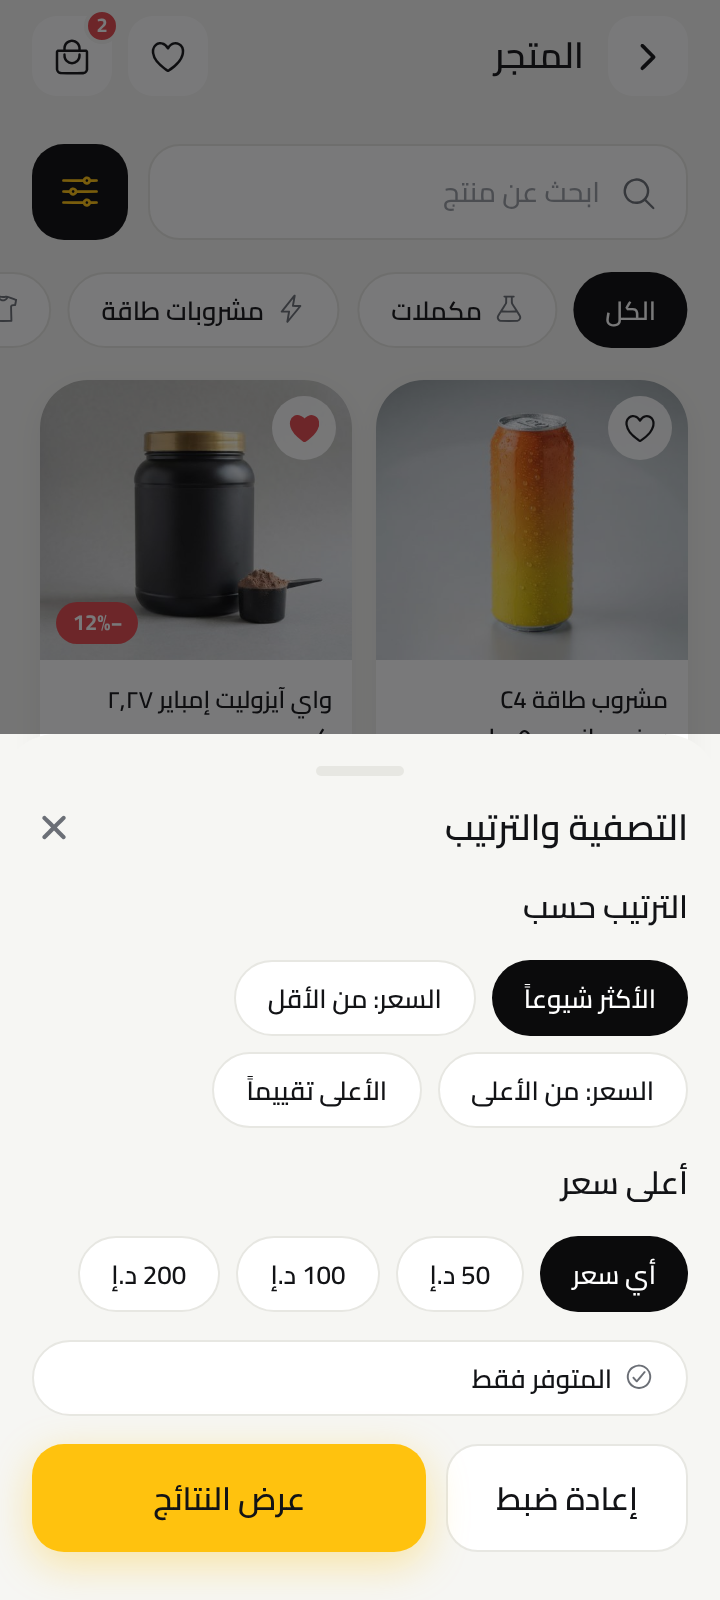 المتجر
2
ابحث عن منتج
الكل
مكملات
مشروبات طاقة
مشروب طاقة C4
واي آيزوليت إمباير ٢,٢٧
−12%
التصفية والترتيب
الترتيب حسب
الأكثر شيوعاً
السعر: من الأقل
السعر: من الأعلى
الأعلى تقييماً
أعلى سعر
أي سعر
50 د.إ
100 د.إ
200 د.إ
المتوفر فقط
إعادة ضبط
عرض النتائج